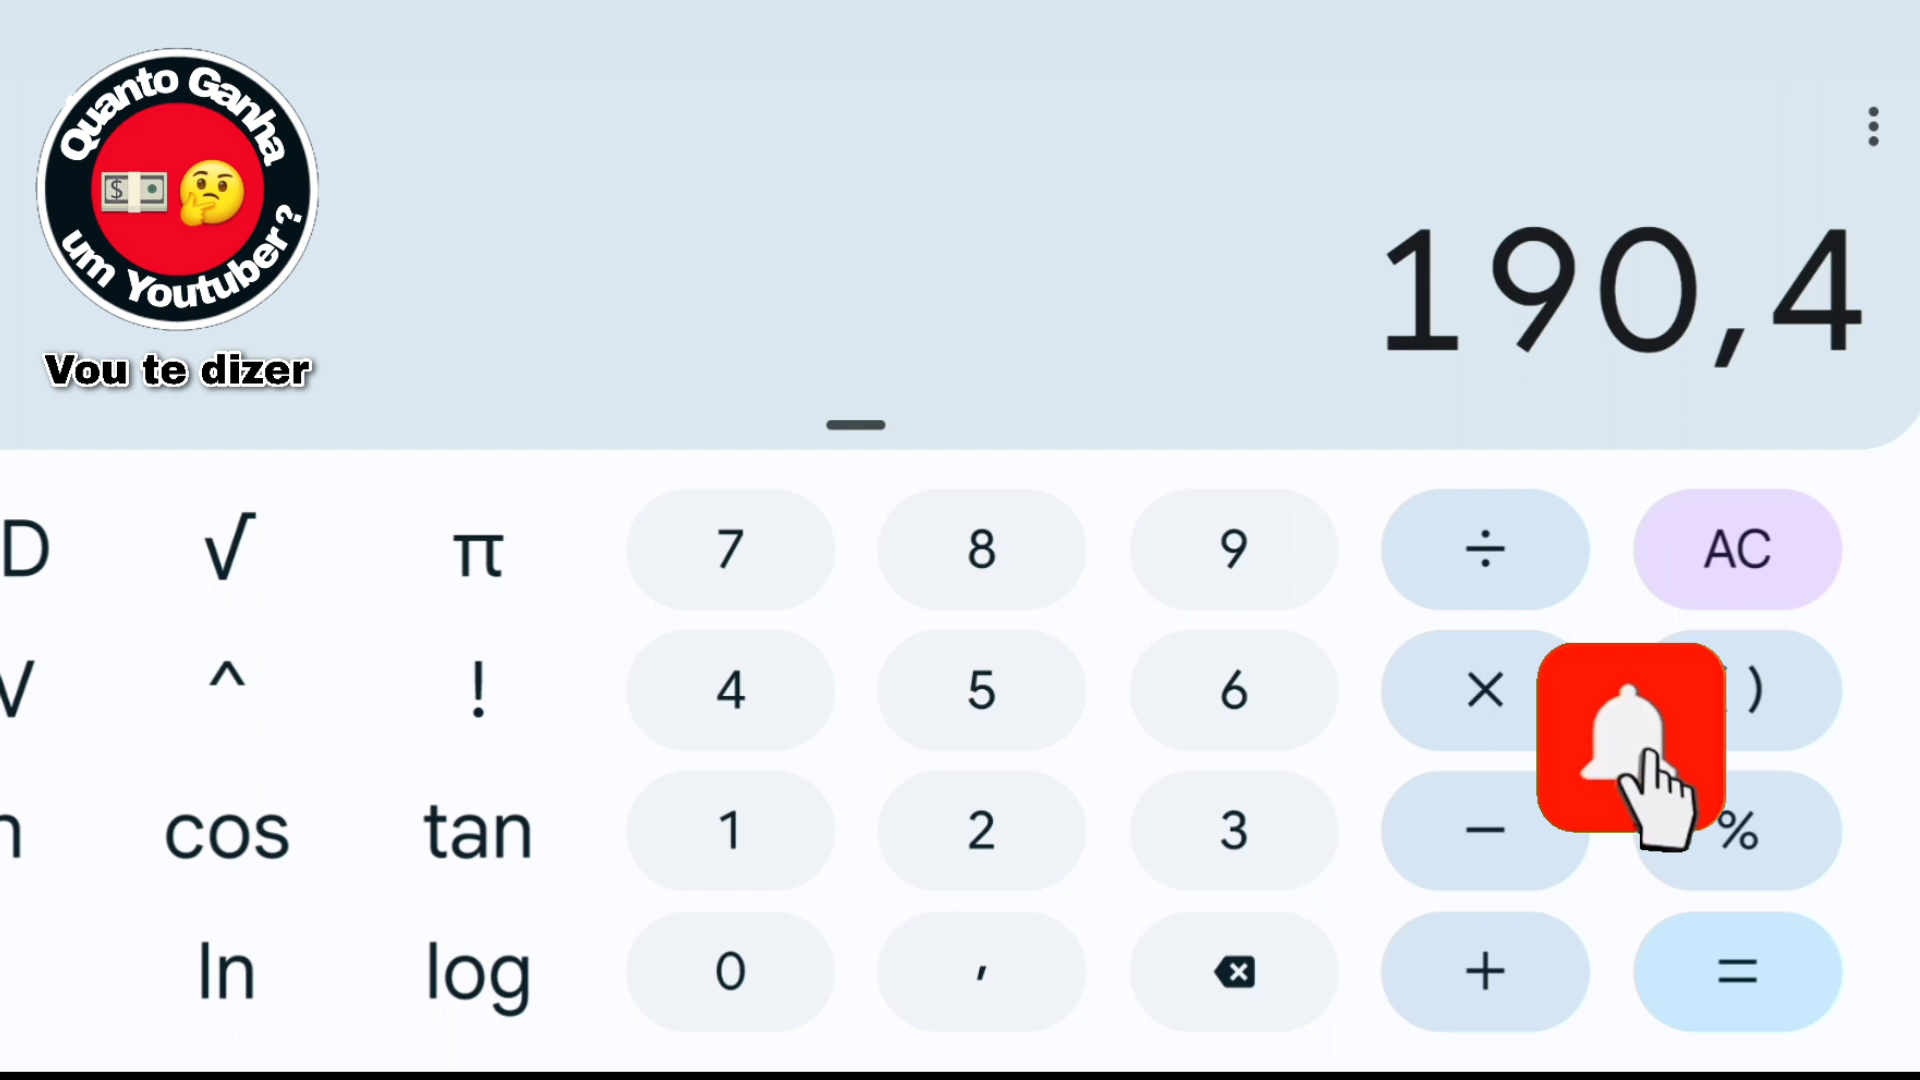 Quanto Ganha
um Youtuber?
Vou te dizer
190,4
D √ π 7 8 9 ÷ AC
^ ! 4 5 6 × )
cos tan 1 2 3 − %
ln log 0 , + =